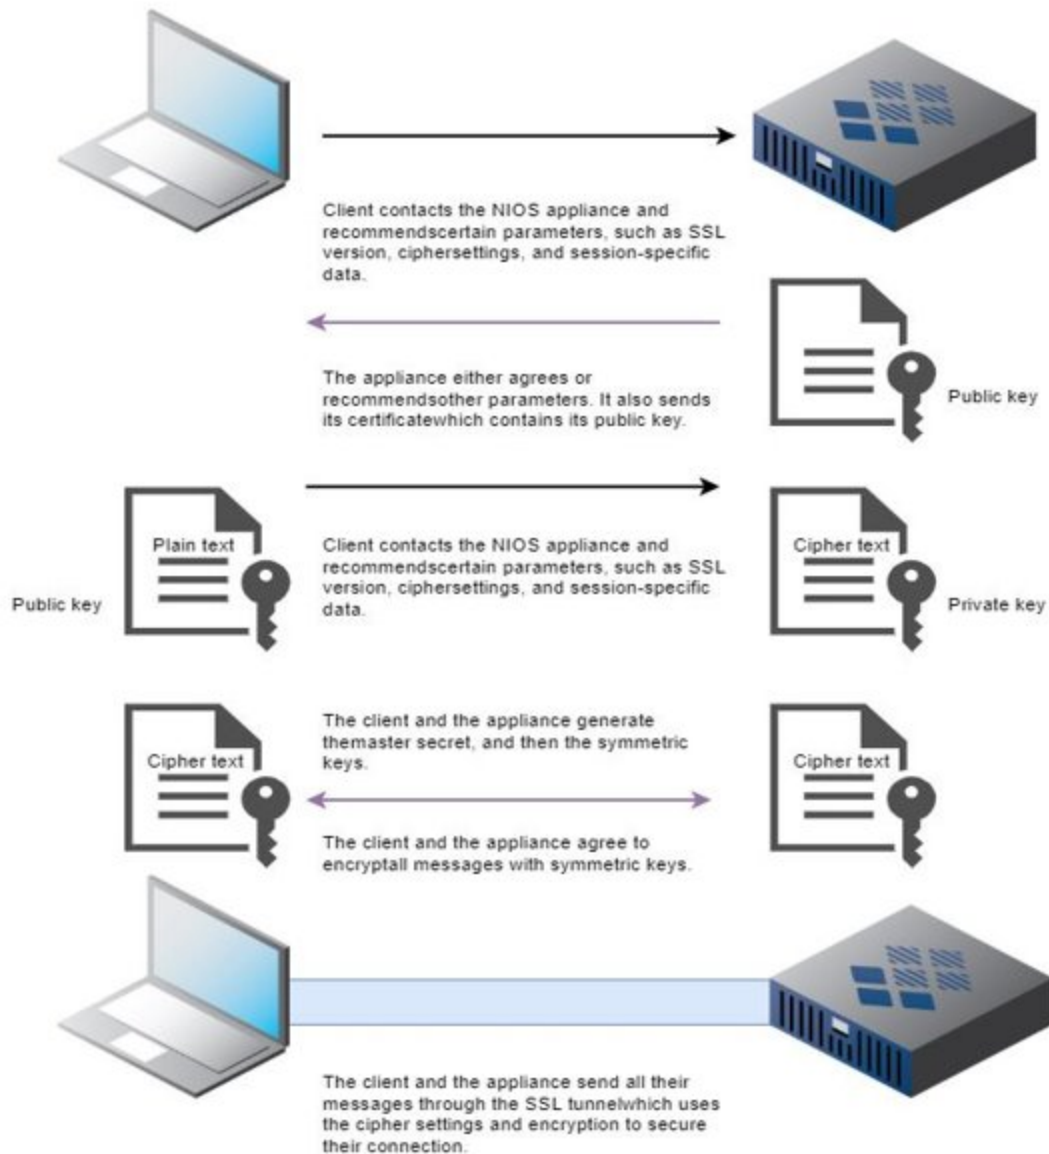 Client contacts the NIOS appliance and
recommendscertain parameters, such as SSL
version, ciphersettings, and session-specific
data.
The appliance either agrees or
recommendsother parameters. It also sends
its certificatewhich contains its public key.
Public key
Plain text
Public key
Client contacts the NIOS appliance and
recommendscertain parameters, such as SSL
version, ciphersettings, and session-specific
data.
Cipher text
Private key
Cipher text
The client and the appliance generate
themaster secret, and then the symmetric
keys.
The client and the appliance agree to
encryptall messages with symmetric keys.
Cipher text
The client and the appliance send all their
messages through the SSL tunnelwhich uses
the cipher settings and encryption to secure
their connection.